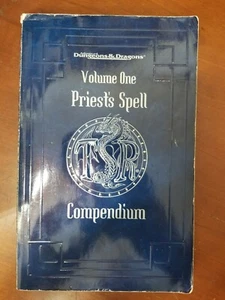 Dungeons & Dragons
Volume One
Priest's Spell
TSR
Compendium